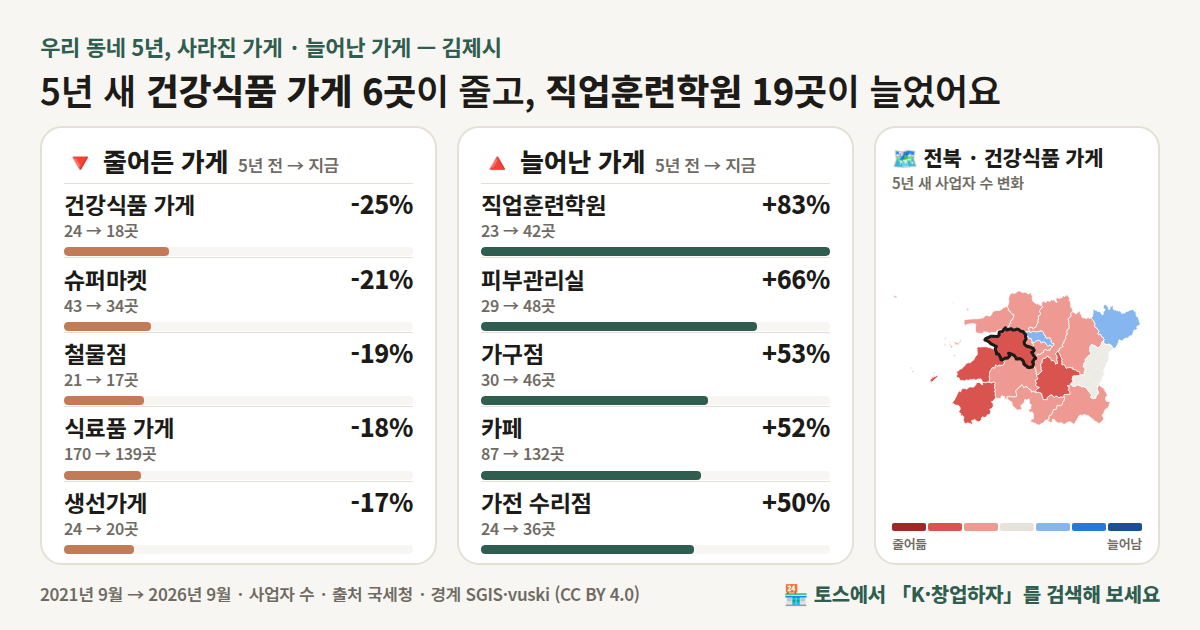 우리 동네 5년, 사라진 가게 · 늘어난 가게 — 김제시
5년 새 건강식품 가게 6곳이 줄고, 직업훈련학원 19곳이 늘었어요
줄어든 가게 5년 전 → 지금
건강식품 가게 -25%
24 → 18곳
슈퍼마켓 -21%
43 → 34곳
철물점 -19%
21 → 17곳
식료품 가게 -18%
170 → 139곳
생선가게 -17%
24 → 20곳
늘어난 가게 5년 전 → 지금
직업훈련학원 +83%
23 → 42곳
피부관리실 +66%
29 → 48곳
가구점 +53%
30 → 46곳
카페 +52%
87 → 132곳
가전 수리점 +50%
24 → 36곳
전북 · 건강식품 가게
5년 새 사업자 수 변화
줄어듦 늘어남
2021년 9월 → 2026년 9월 · 사업자 수 · 출처 국세청 · 경계 SGIS·vuski (CC BY 4.0)
토스에서 「K·창업하자」를 검색해 보세요